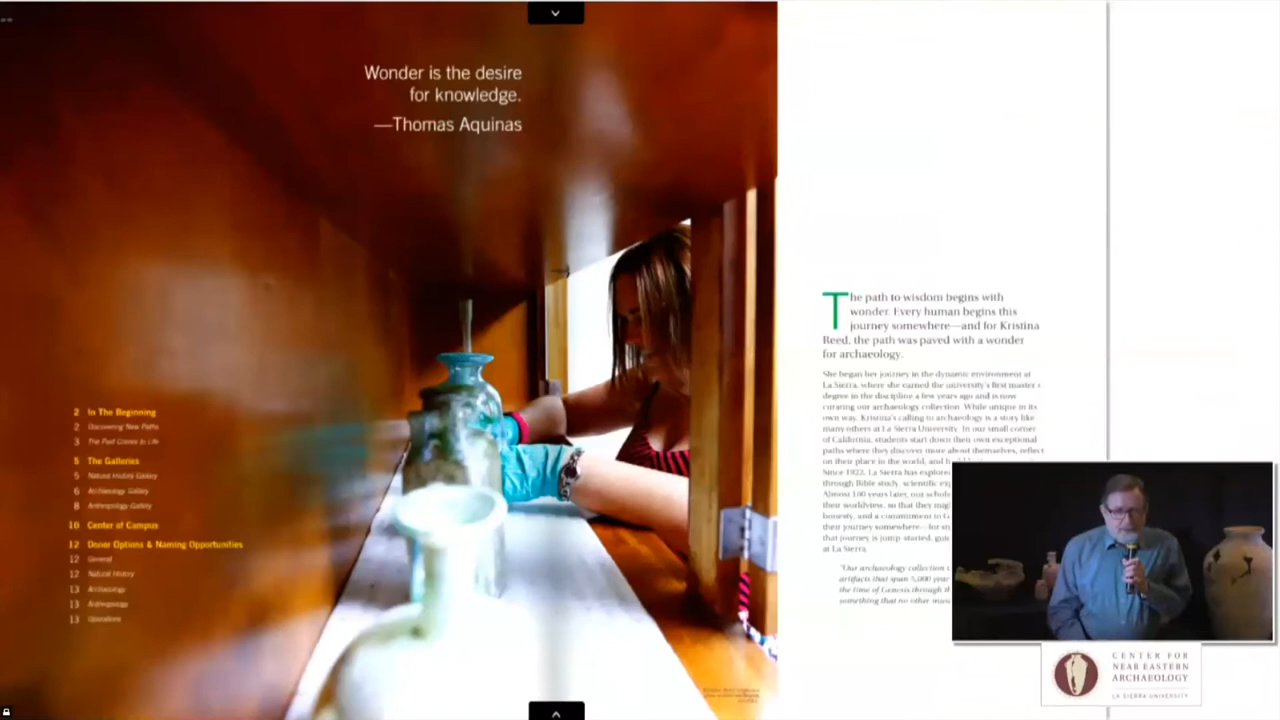 Wonder is the desire
for knowledge.
—Thomas Aquinas
2 In The Beginning
2 Discovering New Paths
3 The Past Comes to Life
5 The Galleries
5 Natural History Gallery
6 Archaeology Gallery
8 Anthropology Gallery
10 Center of Campus
12 Donor Options & Naming Opportunities
12 General
12 Natural History
13 Archaeology
13 Anthropology
13 Operations
The path to wisdom begins with
wonder. Every human begins this
journey somewhere—and for Kristina
Reed, the path was paved with a wonder
for archaeology.
She began her journey in the dynamic environment at
La Sierra, where she earned the university's first master's
degree in the discipline a few years ago and is now
curating our archaeology collection. While unique in its
own way, Kristina's calling to archaeology is a story like
many others at La Sierra University. In our small corner
of California, students start down their own exceptional
paths where they discover more about themselves, reflect
on their place in the world, and
Since 1922, La Sierra has explore
through Bible study, scientific
Almost 100 years later, our
their worldview, so that they
honesty, and a commitment to
their journey somewhere—for
that journey is jump started,
at La Sierra.
"Our archaeology collection
artifacts that span 5,000 year
the time of Genesis through
something that no other
CENTER FOR
NEAR EASTERN
ARCHAEOLOGY
LA SIERRA UNIVERSITY